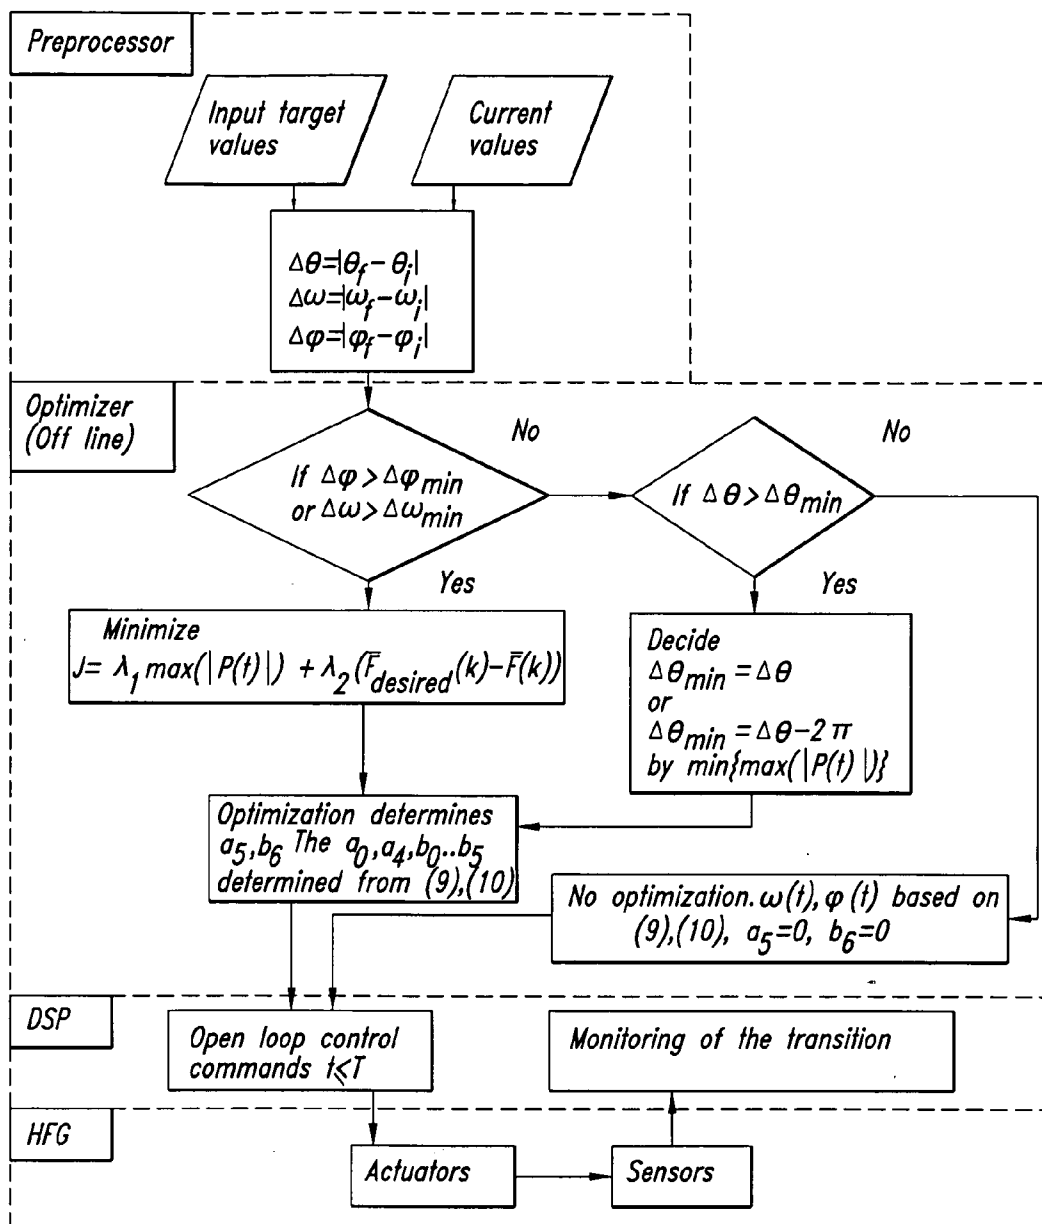 Preprocessor
Input target
values
Current
values
Δθ=|θf−θi|
Δω=|ωf−ωi|
Δφ=|φf−φi|
Optimizer
(Off line)
No
If Δφ>Δφmin
or Δω>Δωmin
No
If Δθ>Δθmin
Yes
Yes
Minimize
J= λ1 max(|P(t)|) + λ2 (F̅desired(k)−F̅(k))
Decide
Δθmin=Δθ
or
Δθmin=Δθ−2π
by min{max(|P(t)|)}
Optimization determines
a5,b6 The a0,a4,b0..b5
determined from (9),(10)
No optimization. ω(t), φ(t) based on
(9),(10), a5=0, b6=0
DSP
Open loop control
commands t⩽T
Monitoring of the transition
HFG
Actuators
Sensors